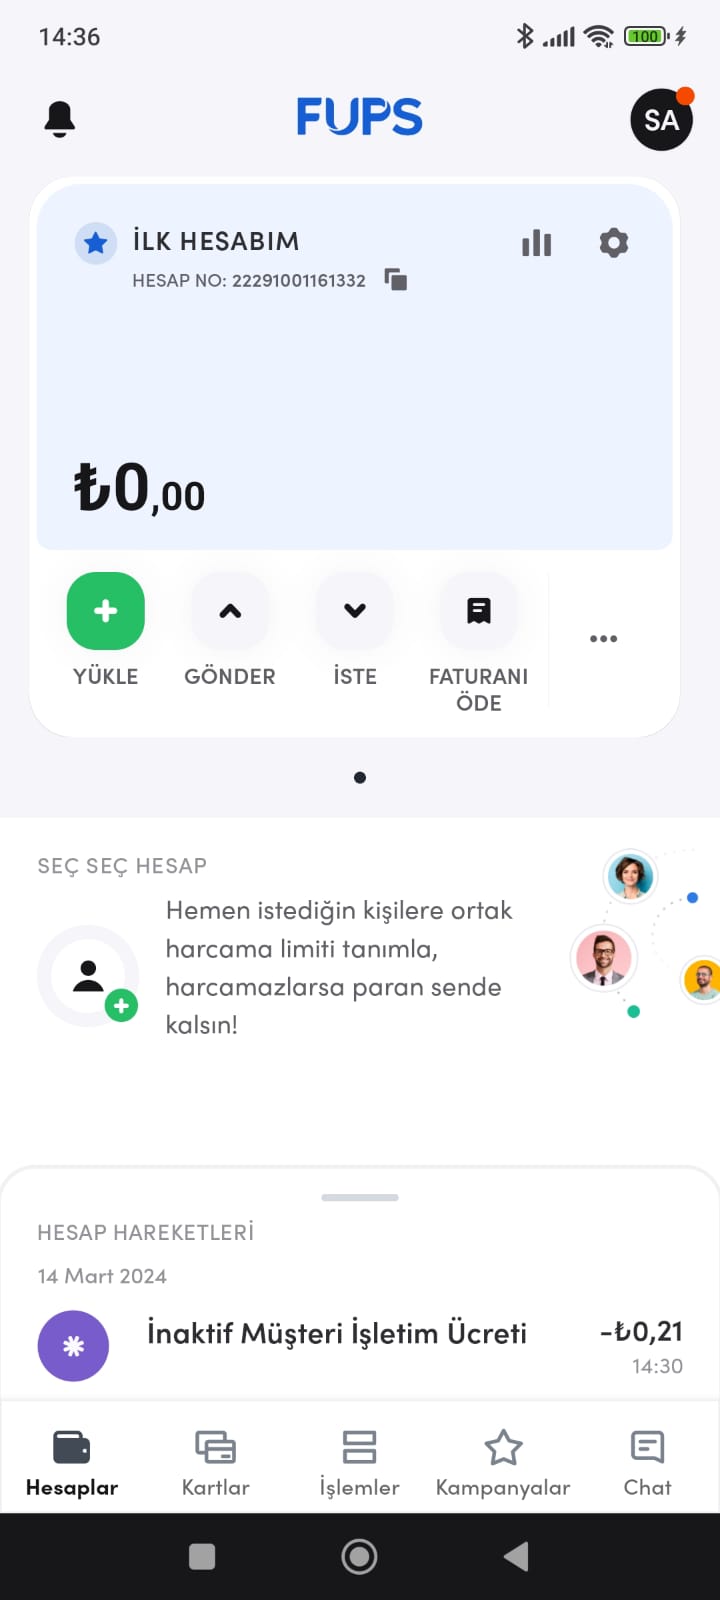 14:36
100
FUPS
SA
İLK HESABIM
HESAP NO: 22291001161332
₺0,00
YÜKLE
GÖNDER
İSTE
FATURANI
ÖDE
SEÇ SEÇ HESAP
Hemen istediğin kişilere ortak
harcama limiti tanımla,
harcamazlarsa paran sende
kalsın!
HESAP HAREKETLERİ
14 Mart 2024
İnaktif Müşteri İşletim Ücreti
-₺0,21
14:30
Hesaplar
Kartlar
İşlemler
Kampanyalar
Chat